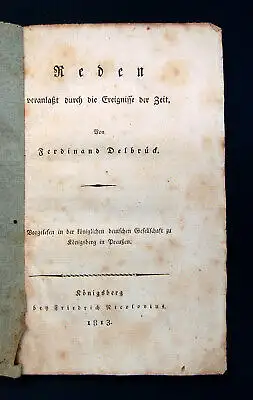 Reden
veranlaßt durch die Ereignisse der Zeit.
Von
Ferdinand Delbrück.
Vorgelesen in der königlichen deutschen Gesellschaft zu
Königsberg in Preußen.
Königsberg
bey Friedrich Nicolovius.
1813.